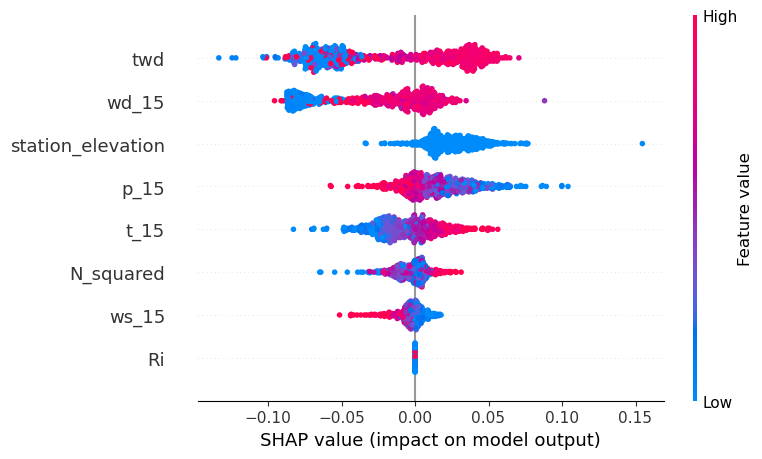 High
twd
wd_15
station_elevation
p_15
t_15
N_squared
ws_15
Ri
Feature value
Low
−0.10 −0.05 0.00 0.05 0.10 0.15
SHAP value (impact on model output)